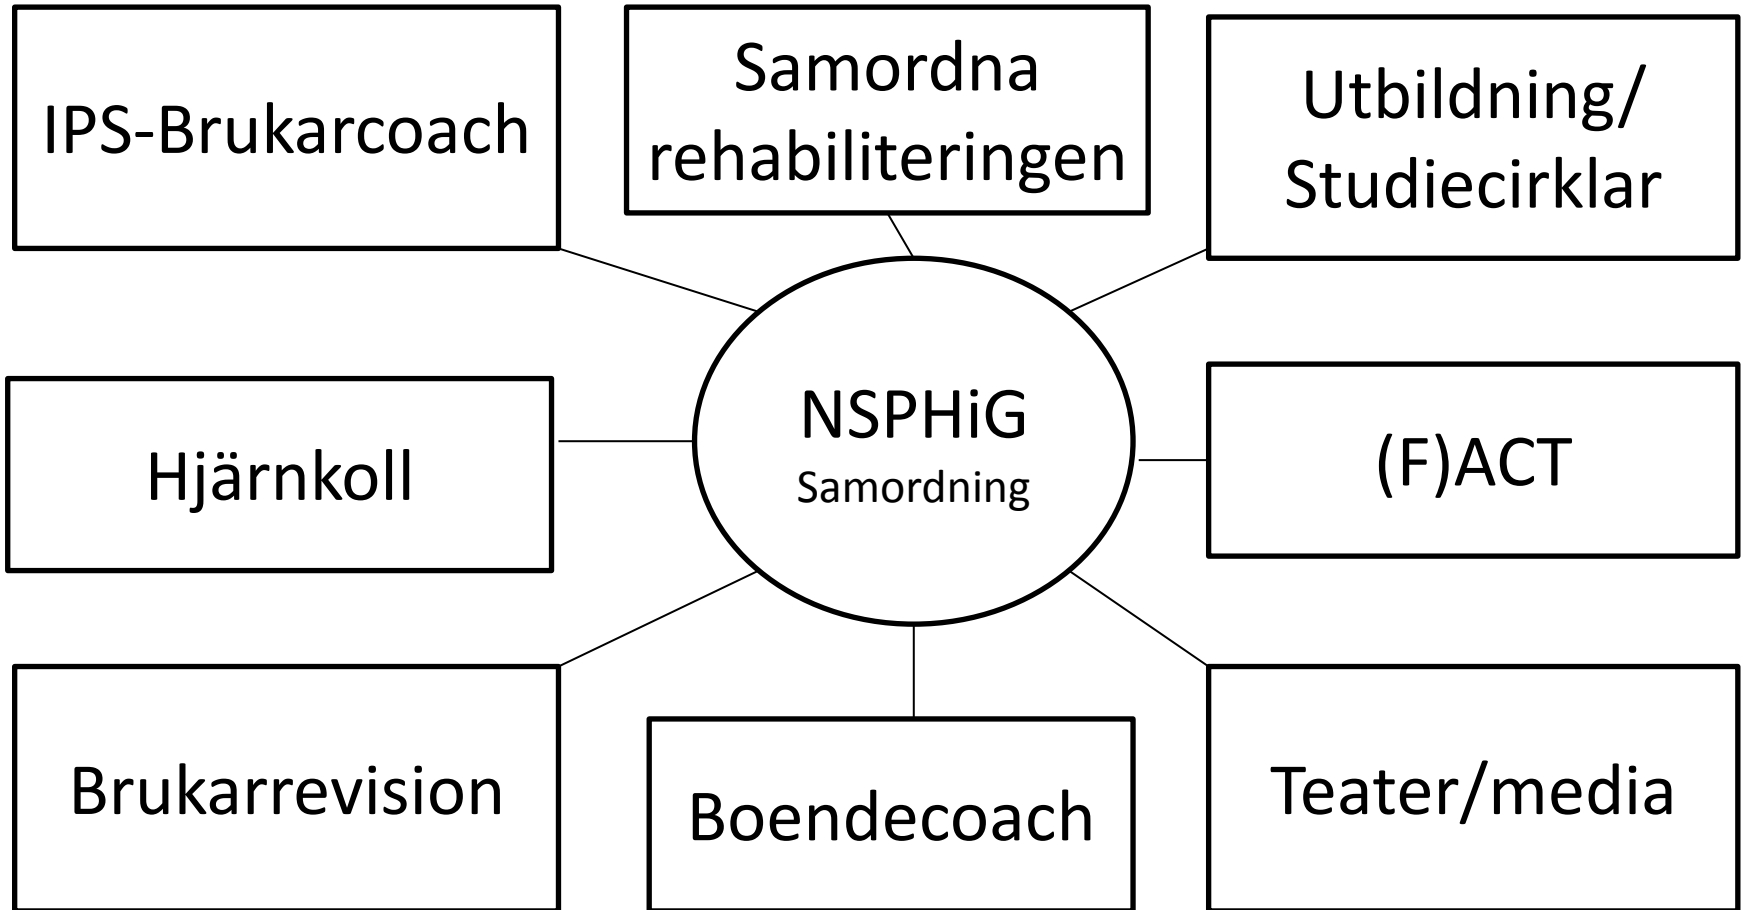 IPS-Brukarcoach
Samordna
rehabiliteringen
Utbildning/
Studiecirklar
Hjärnkoll
NSPHiG
Samordning
(F)ACT
Brukarrevision
Boendecoach
Teater/media